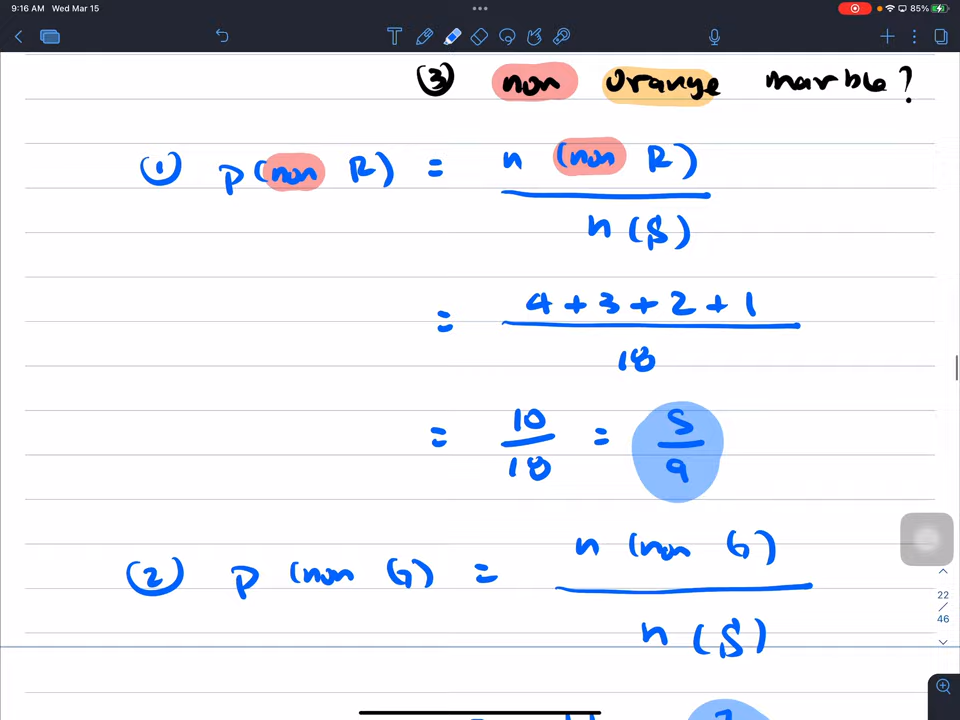 9:16 AM Wed Mar 15
85%
(3) non orange marble?
(1) P(non R) = n (non R)
n (S)
= 4 + 3 + 2 + 1
18
= 10 = 5
18 9
(2) P (non G) = n (non G)
n (S)
22
/
46